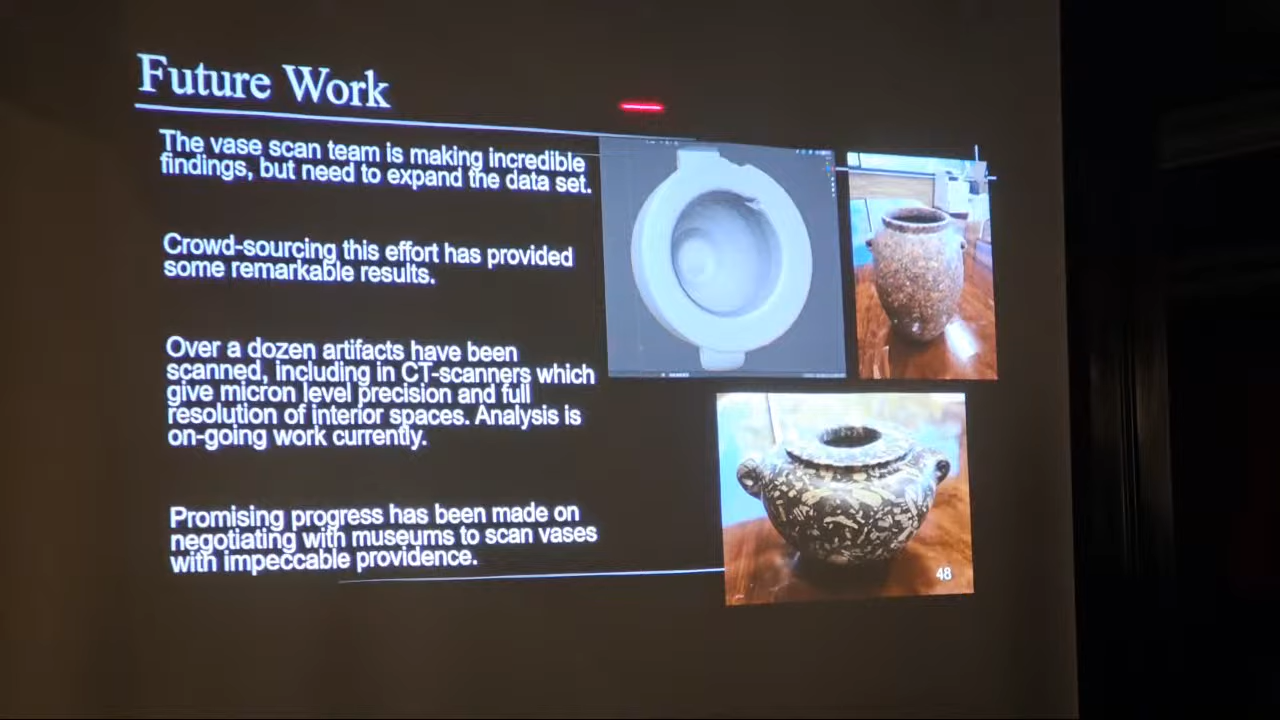 Future Work
The vase scan team is making incredible
findings, but need to expand the data set.
Crowd-sourcing this effort has provided
some remarkable results.
Over a dozen artifacts have been
scanned, including in CT-scanners which
give micron level precision and full
resolution of interior spaces. Analysis is
on-going work currently.
Promising progress has been made on
negotiating with museums to scan vases
with impeccable providence.
48